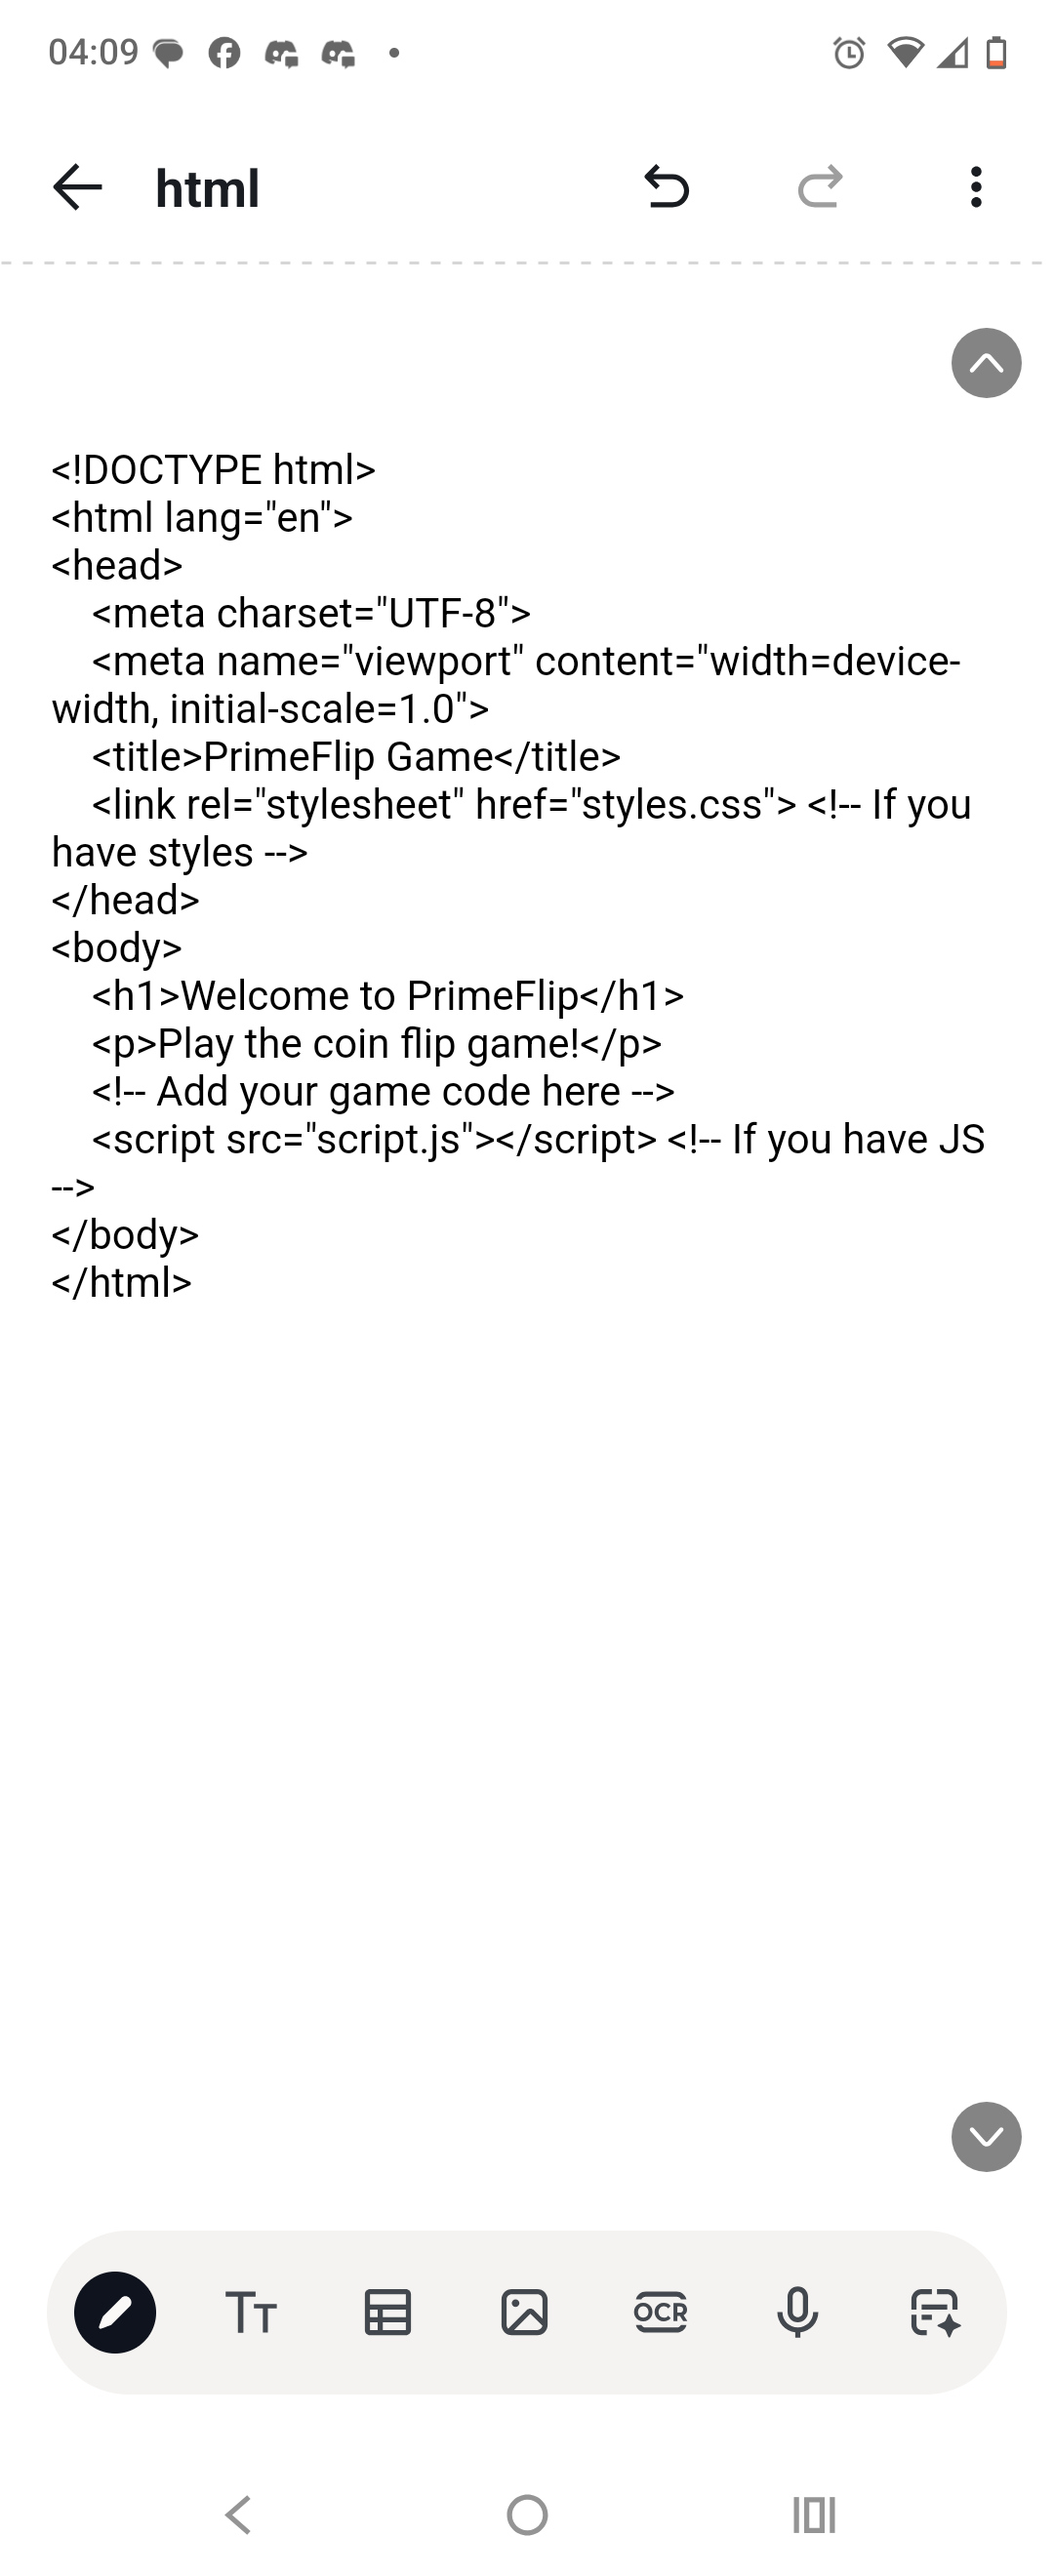 04:09
html
<!DOCTYPE html>
<html lang="en">
<head>
    <meta charset="UTF-8">
    <meta name="viewport" content="width=device-
width, initial-scale=1.0">
    <title>PrimeFlip Game</title>
    <link rel="stylesheet" href="styles.css"> <!-- If you
have styles -->
</head>
<body>
    <h1>Welcome to PrimeFlip</h1>
    <p>Play the coin flip game!</p>
    <!-- Add your game code here -->
    <script src="script.js"></script> <!-- If you have JS
-->
</body>
</html>
Tт
OCR